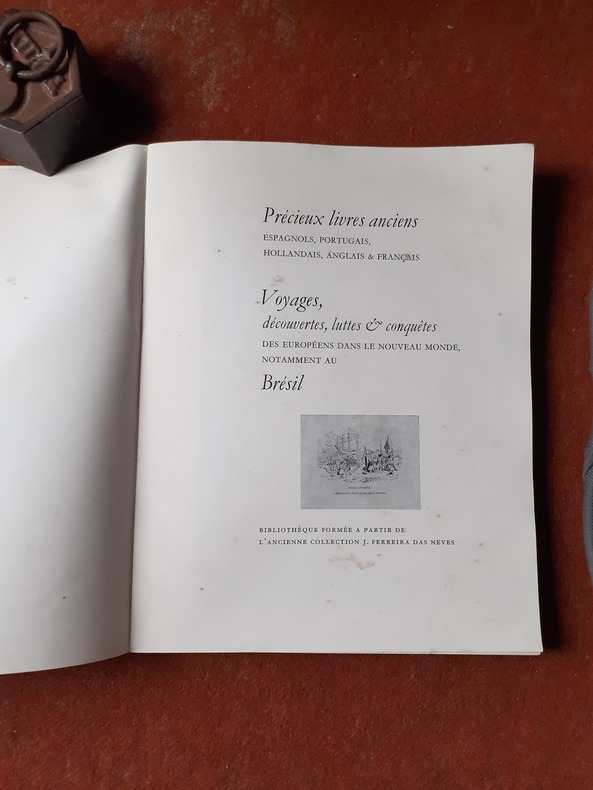 Précieux livres anciens
ESPAGNOLS, PORTUGAIS,
HOLLANDAIS, ANGLAIS & FRANÇAIS
Voyages,
découvertes, luttes & conquêtes
DES EUROPÉENS DANS LE NOUVEAU MONDE,
NOTAMMENT AU
Brésil
BIBLIOTHÈQUE FORMÉE A PARTIR DE
L'ANCIENNE COLLECTION J. FERREIRA DAS NEVES